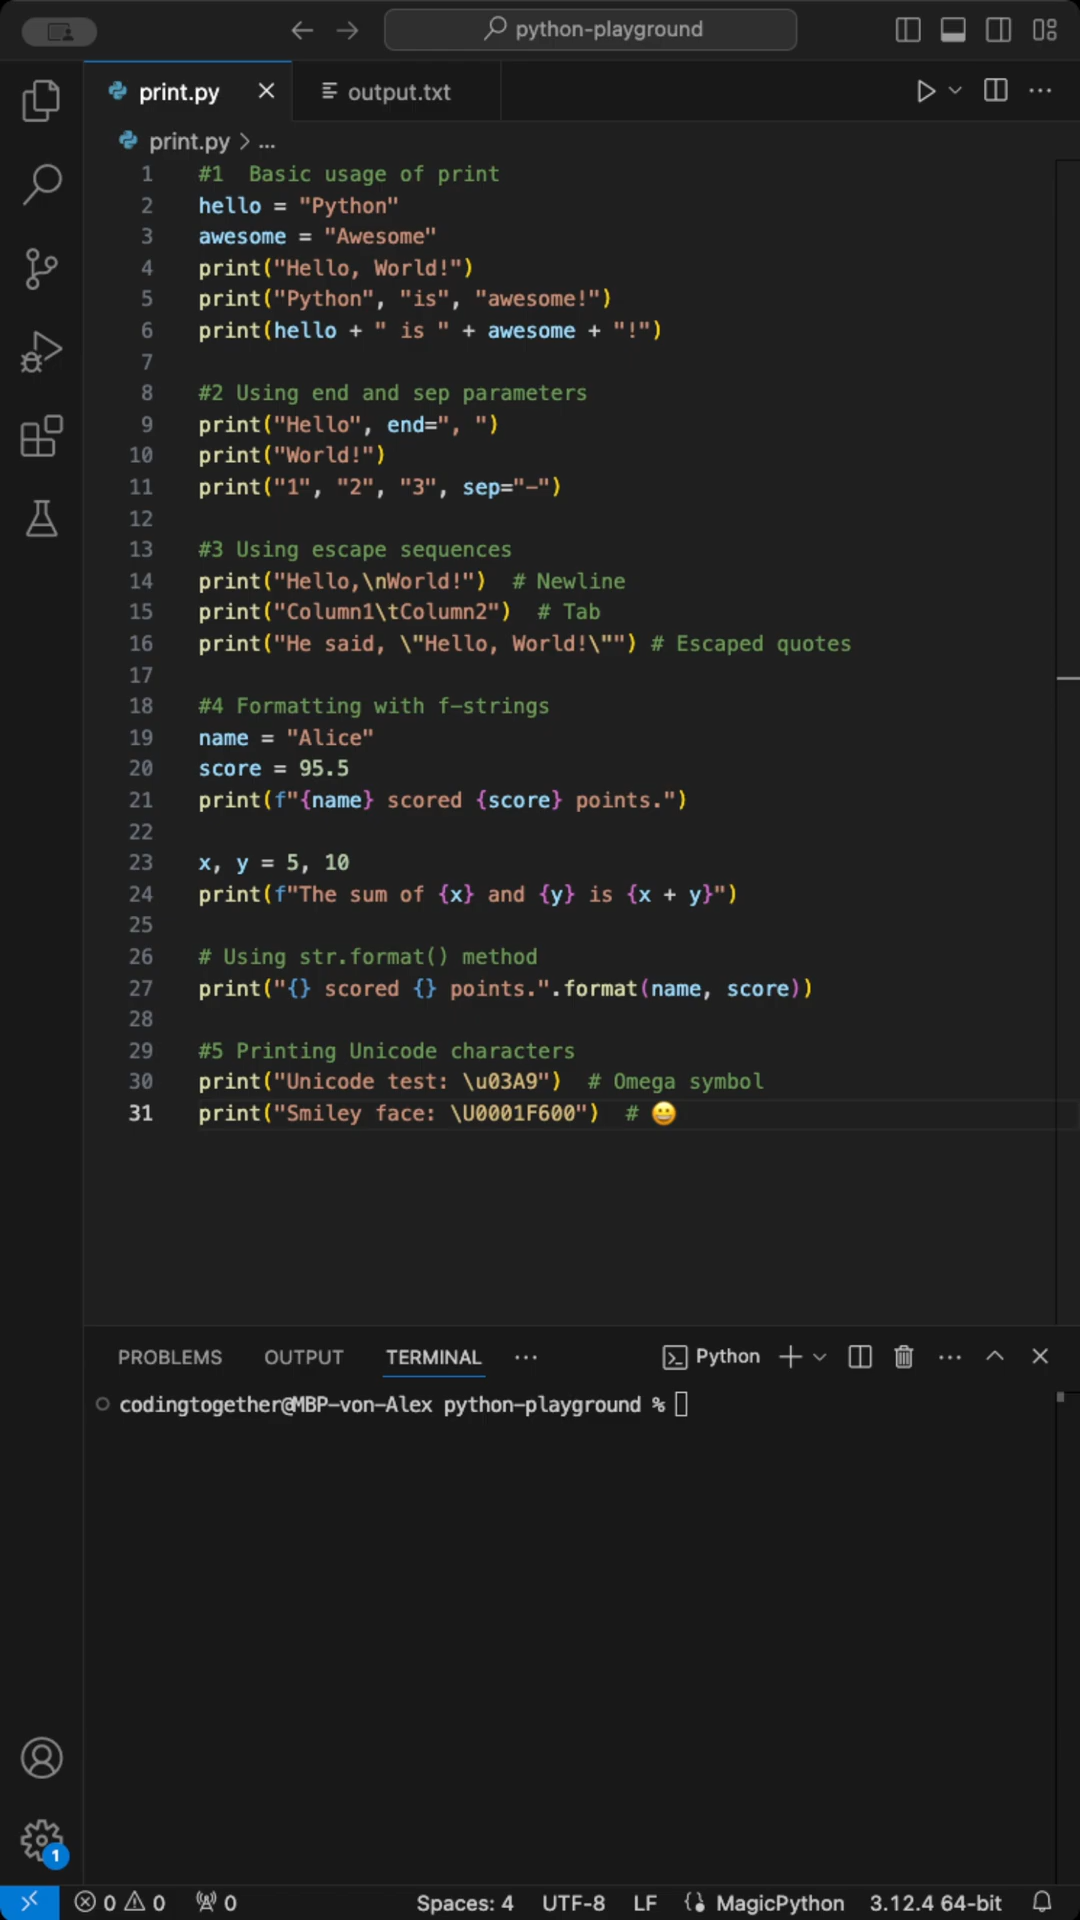 python-playground
print.py
output.txt
print.py > ...
1 #1  Basic usage of print
2 hello = "Python"
3 awesome = "Awesome"
4 print("Hello, World!")
5 print("Python", "is", "awesome!")
6 print(hello + " is " + awesome + "!")
7
8 #2 Using end and sep parameters
9 print("Hello", end=", ")
10 print("World!")
11 print("1", "2", "3", sep="-")
12
13 #3 Using escape sequences
14 print("Hello,\nWorld!")  # Newline
15 print("Column1\tColumn2")  # Tab
16 print("He said, \"Hello, World!\"") # Escaped quotes
17
18 #4 Formatting with f-strings
19 name = "Alice"
20 score = 95.5
21 print(f"{name} scored {score} points.")
22
23 x, y = 5, 10
24 print(f"The sum of {x} and {y} is {x + y}")
25
26 # Using str.format() method
27 print("{} scored {} points.".format(name, score))
28
29 #5 Printing Unicode characters
30 print("Unicode test: \u03A9")  # Omega symbol
31 print("Smiley face: \U0001F600")  # 😀
PROBLEMS OUTPUT TERMINAL ... Python
codingtogether@MBP-von-Alex python-playground %
1
0 0 0 Spaces: 4 UTF-8 LF MagicPython 3.12.4 64-bit